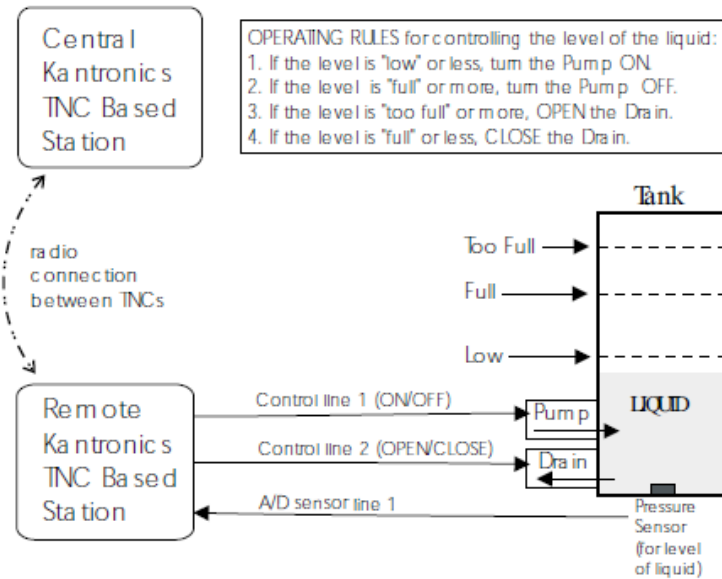 Central
Kantronics
TNC Based
Station
OPERATING RULES for controlling the level of the liquid:
1. If the level is "low" or less, turn the Pump ON.
2. If the level is "full" or more, turn the Pump OFF.
3. If the level is "too full" or more, OPEN the Drain.
4. If the level is "full" or less, CLOSE the Drain.
radio
connection
between TNCs
Tank
Too Full
Full
Low
LIQUID
Remote
Kantronics
TNC Based
Station
Control line 1 (ON/OFF)
Pump
Control line 2 (OPEN/CLOSE)
Drain
A/D sensor line 1
Pressure
Sensor
(for level
of liquid)